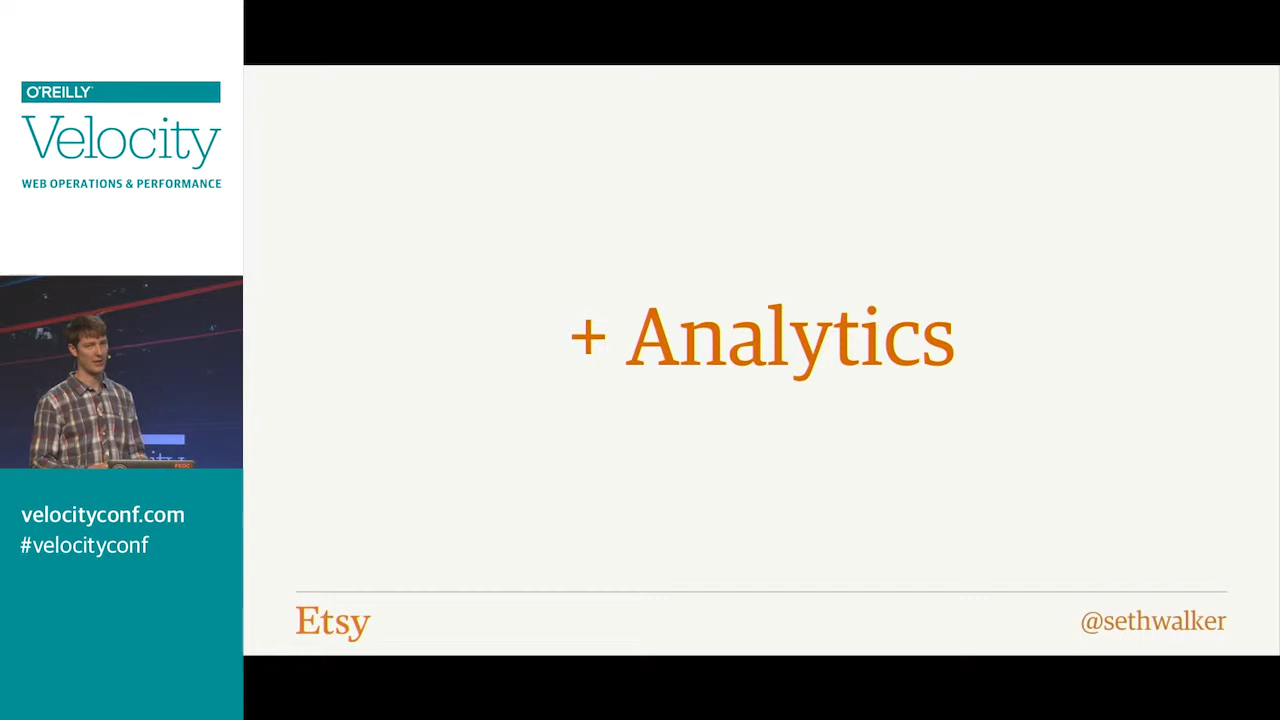 O'REILLY
Velocity
WEB OPERATIONS & PERFORMANCE
velocityconf.com
#velocityconf
+ Analytics
Etsy
@sethwalker